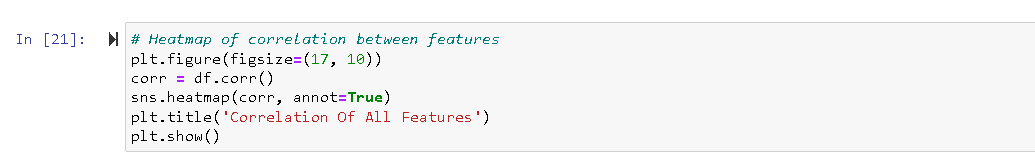 In [21]:
# Heatmap of correlation between features
plt.figure(figsize=(17, 10))
corr = df.corr()
sns.heatmap(corr, annot=True)
plt.title('Correlation Of All Features')
plt.show()